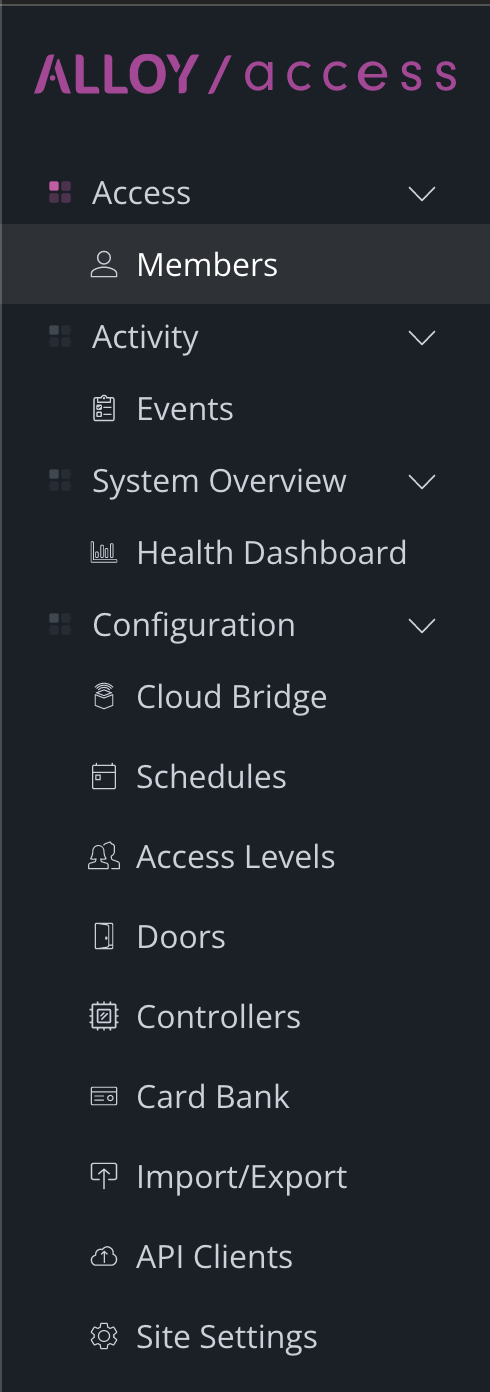 ALLOY/access
Access
Members
Activity
Events
System Overview
Health Dashboard
Configuration
Cloud Bridge
Schedules
Access Levels
Doors
Controllers
Card Bank
Import/Export
API Clients
Site Settings